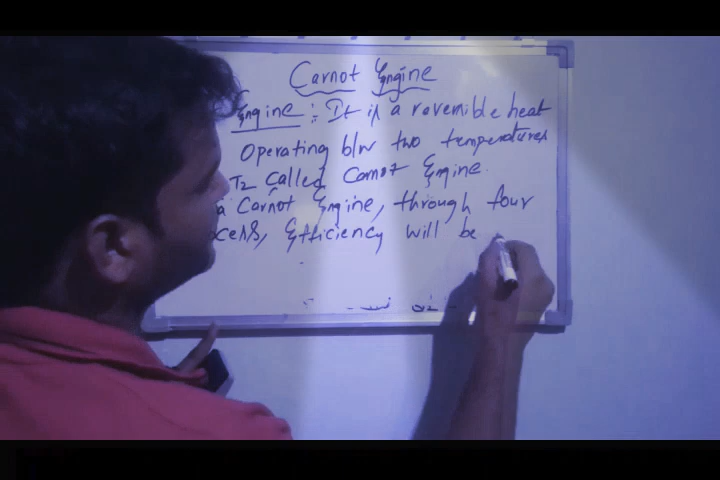 Carnot Engine
Engine :- It is a reversible heat
Operating b/w two temperatures
T2 Called Carnot Engine.
a Carnot Engine, through four
cess, Efficiency will be